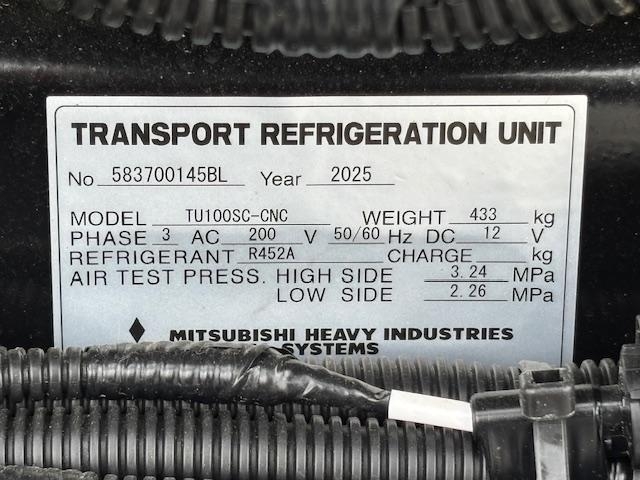 TRANSPORT REFRIGERATION UNIT
No 583700145BL Year 2025
MODEL TU100SC-CNC WEIGHT 433 kg
PHASE 3 AC 200 V 50/60 Hz DC 12 V
REFRIGERANT R452A CHARGE kg
AIR TEST PRESS. HIGH SIDE 3.24 MPa
LOW SIDE 2.26 MPa
MITSUBISHI HEAVY INDUSTRIES
SYSTEMS